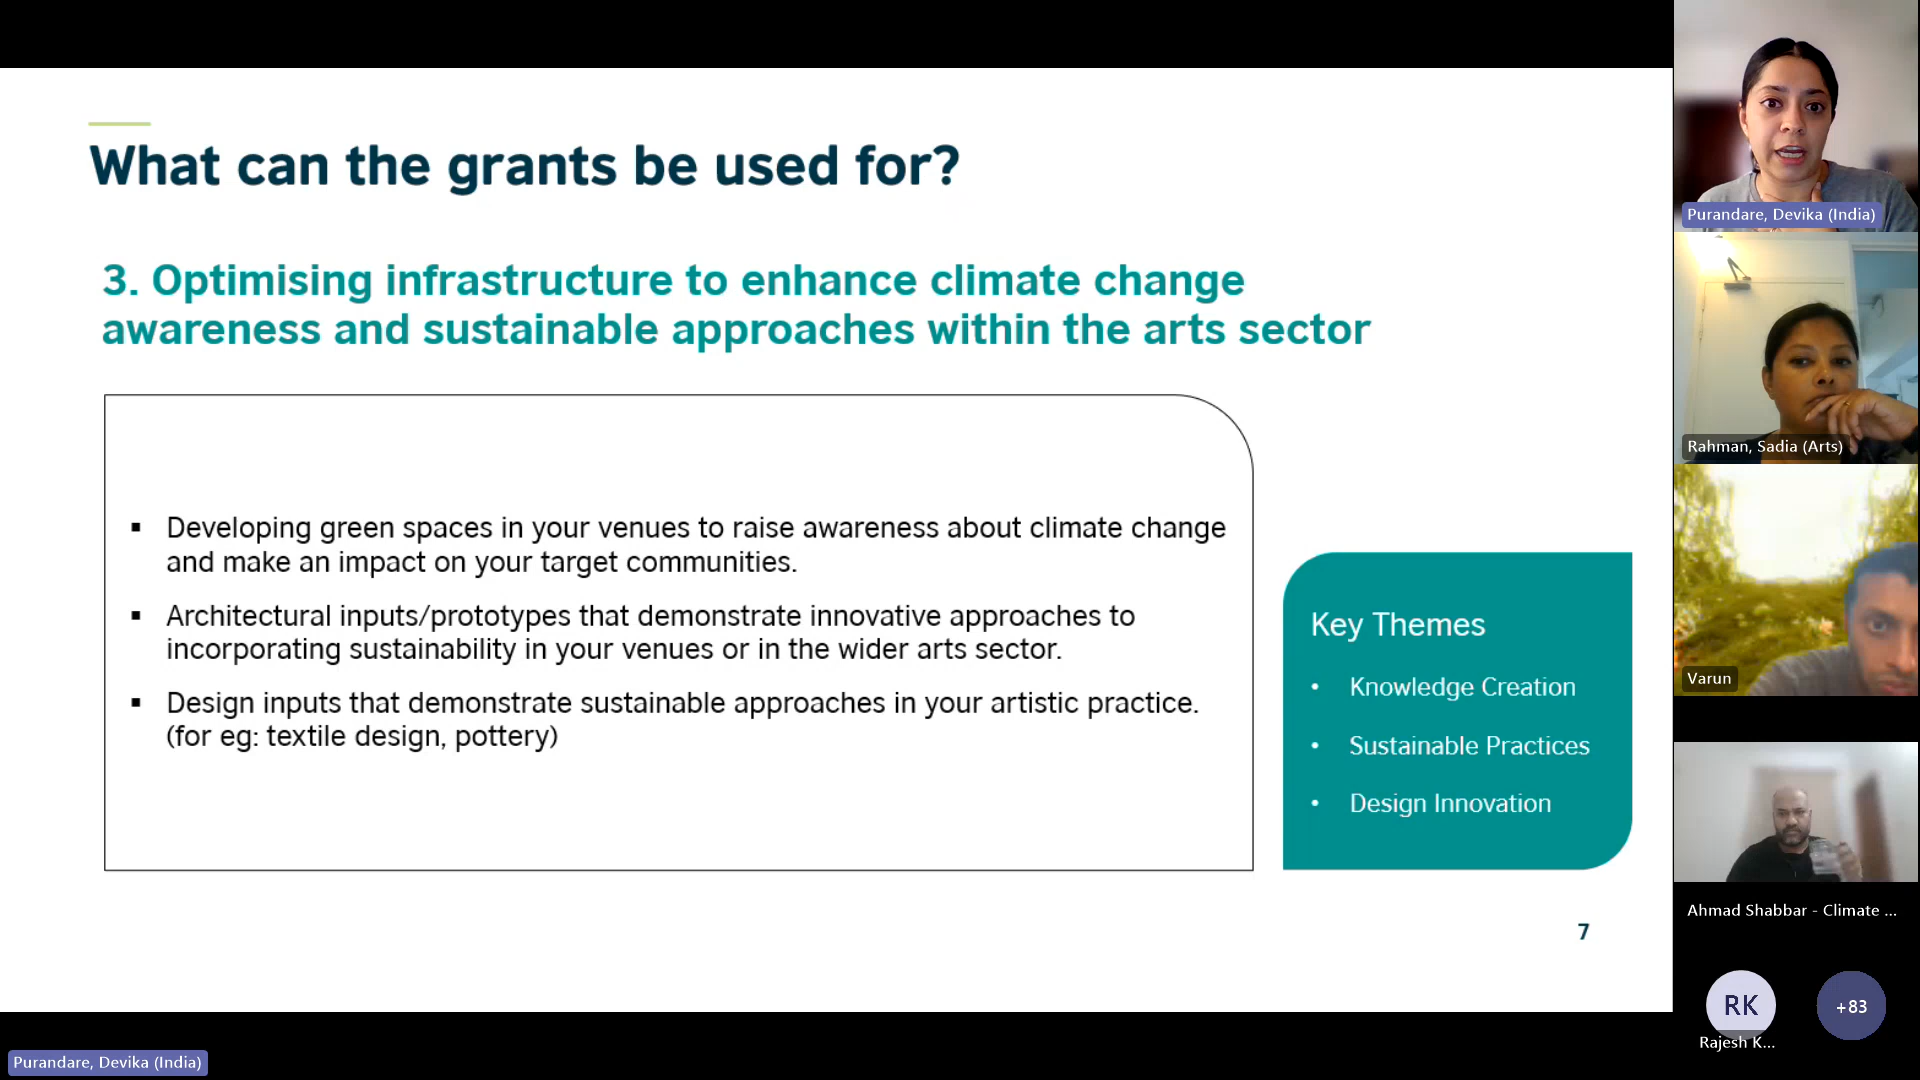 What can the grants be used for?
3. Optimising infrastructure to enhance climate change
awareness and sustainable approaches within the arts sector
▪ Developing green spaces in your venues to raise awareness about climate change
and make an impact on your target communities.
▪ Architectural inputs/prototypes that demonstrate innovative approaches to
incorporating sustainability in your venues or in the wider arts sector.
▪ Design inputs that demonstrate sustainable approaches in your artistic practice.
(for eg: textile design, pottery)
Key Themes
• Knowledge Creation
• Sustainable Practices
• Design Innovation
7
Purandare, Devika (India)
Purandare, Devika (India)
Rahman, Sadia (Arts)
Varun
Ahmad Shabbar - Climate ...
RK
Rajesh K...
+83